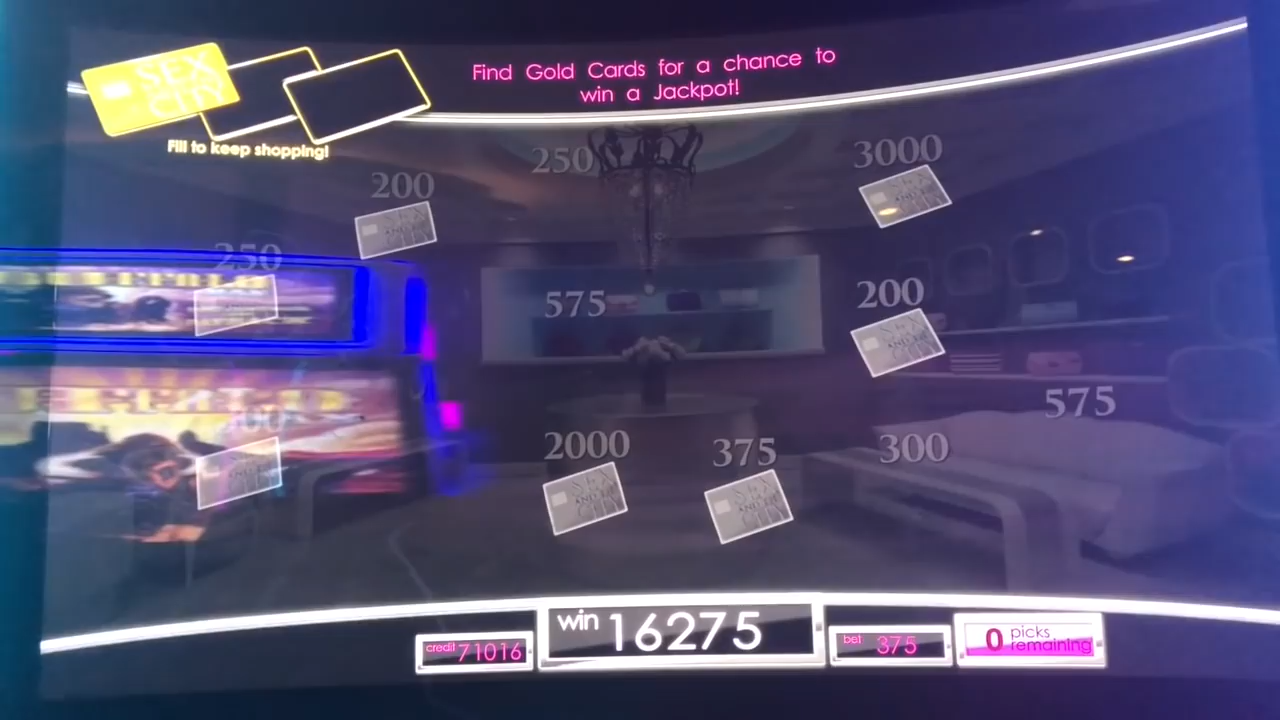 Find Gold Cards for a chance to
win a Jackpot!
SEX
CITY
Fill to keep shopping!
250
3000
200
250
200
575
575
2000
375
300
win 16275
credit 71016
bet 375
0 picks
remaining